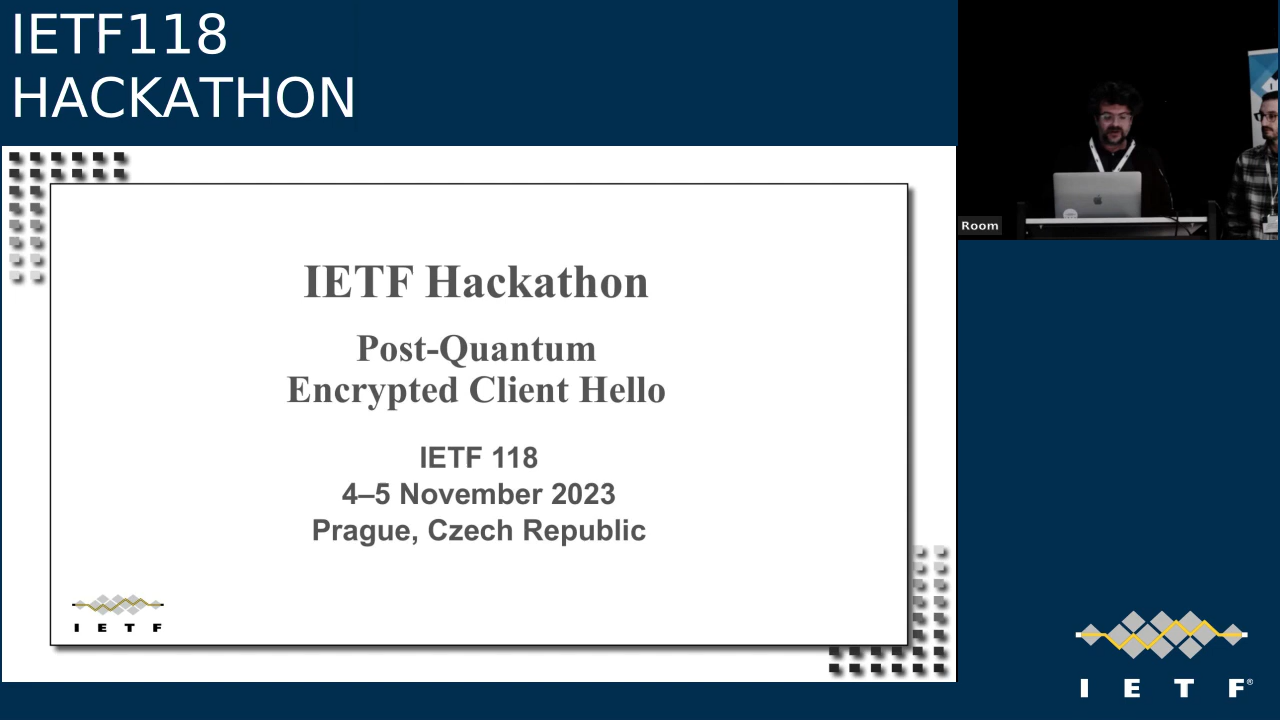 IETF118
HACKATHON
IETF Hackathon
Post-Quantum
Encrypted Client Hello
IETF 118
4–5 November 2023
Prague, Czech Republic
I E T F
Room
I E T F®